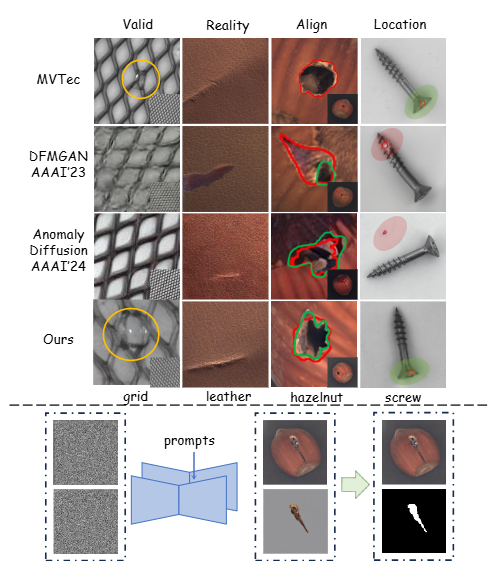 Valid Reality Align Location
MVTec
DFMGAN
AAAI'23
Anomaly
Diffusion
AAAI'24
Ours
grid leather hazelnut screw
prompts